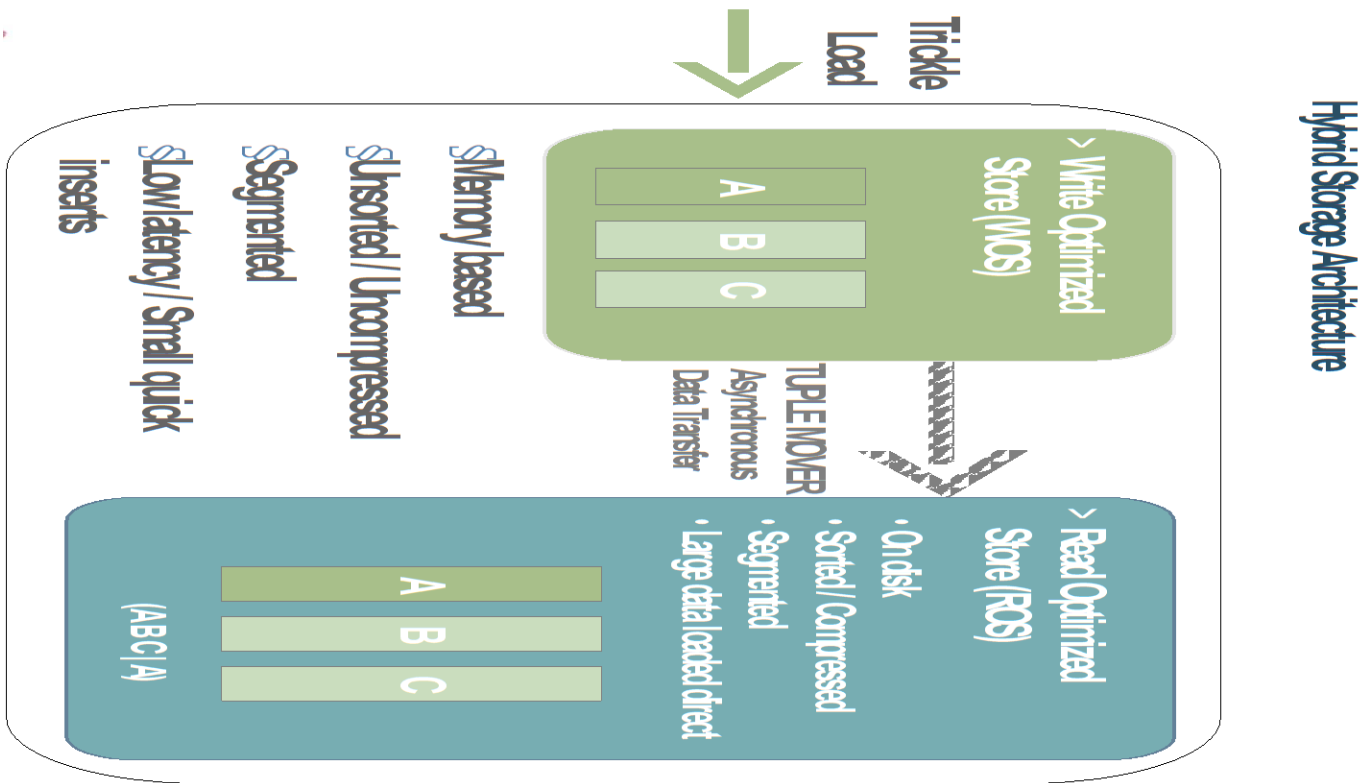 Hybrid Storage Architecture
Trickle
Load
> Write Optimized
Store (WOS)
A
B
C
§Memory based
§Unsorted / Uncompressed
§Segmented
§Low latency / Small quick
inserts
TUPLE MOVER
Asynchronous
Data Transfer
> Read Optimized
Store (ROS)
• On disk
• Sorted / Compressed
• Segmented
• Large data loaded direct
A
B
C
(A B C | A)